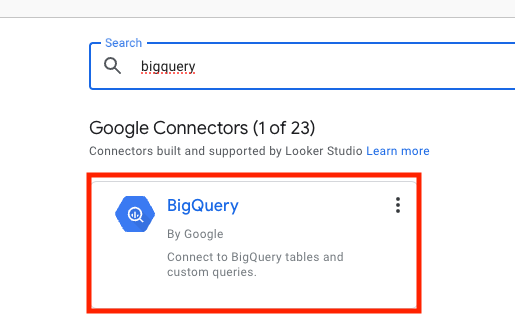 Search
bigquery
Google Connectors (1 of 23)
Connectors built and supported by Looker Studio Learn more
BigQuery
By Google
Connect to BigQuery tables and
custom queries.